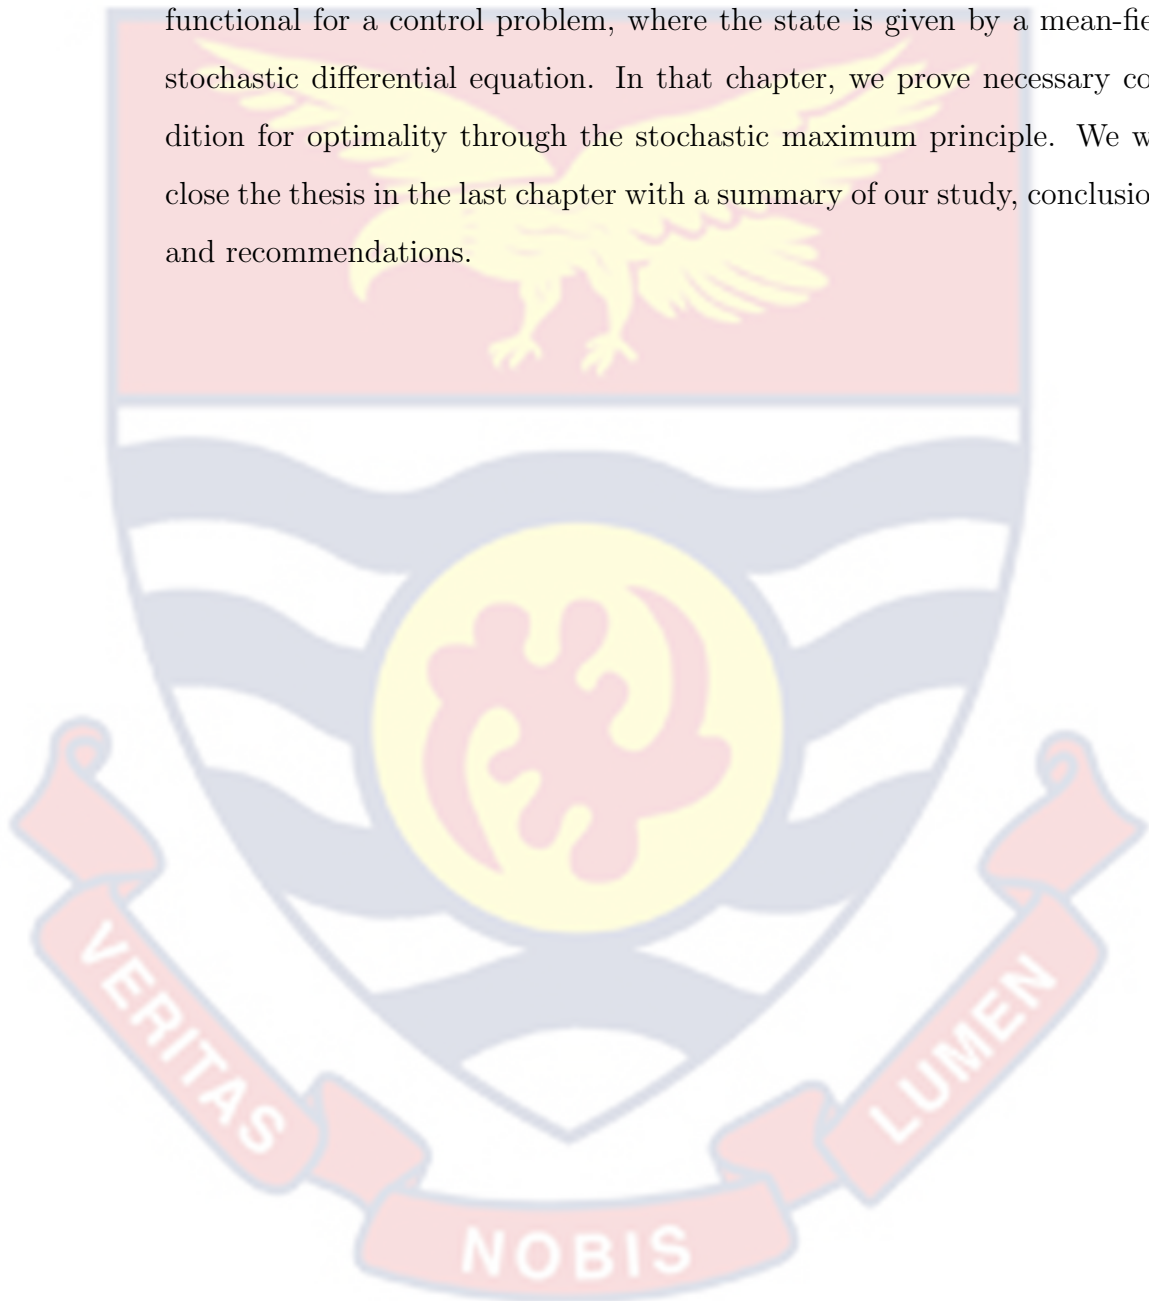 functional for a control problem, where the state is given by a mean-fie
stochastic differential equation. In that chapter, we prove necessary co
dition for optimality through the stochastic maximum principle. We w
close the thesis in the last chapter with a summary of our study, conclusio
and recommendations.
VERITAS
NOBIS
LUMEN